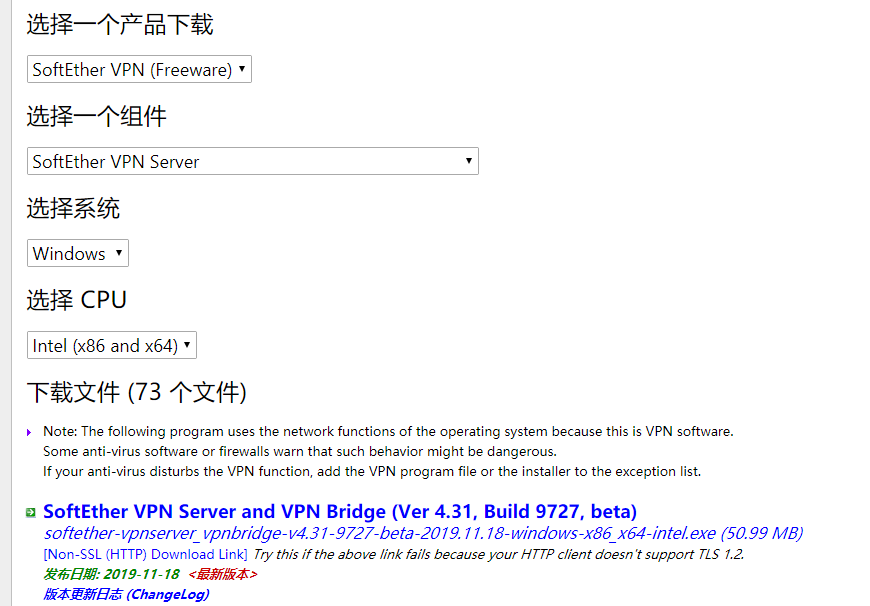 选择一个产品下载
SoftEther VPN (Freeware)
选择一个组件
SoftEther VPN Server
选择系统
Windows
选择 CPU
Intel (x86 and x64)
下载文件 (73 个文件)
Note: The following program uses the network functions of the operating system because this is VPN software.
Some anti-virus software or firewalls warn that such behavior might be dangerous.
If your anti-virus disturbs the VPN function, add the VPN program file or the installer to the exception list.
SoftEther VPN Server and VPN Bridge (Ver 4.31, Build 9727, beta)
softether-vpnserver_vpnbridge-v4.31-9727-beta-2019.11.18-windows-x86_x64-intel.exe (50.99 MB)
[Non-SSL (HTTP) Download Link] Try this if the above link fails because your HTTP client doesn't support TLS 1.2.
发布日期: 2019-11-18 <最新版本>
版本更新日志 (ChangeLog)